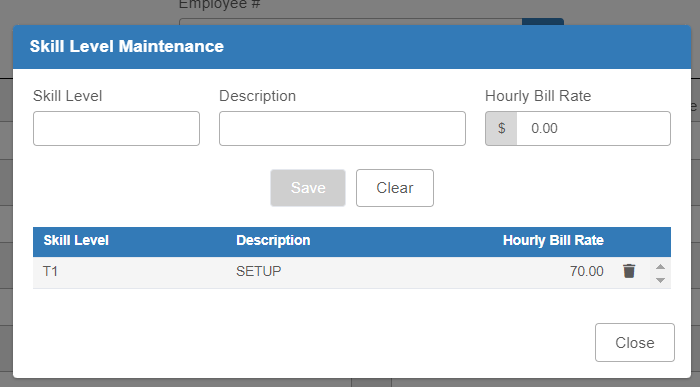 Employee #
Skill Level Maintenance
Skill Level Description Hourly Bill Rate
$ 0.00
Save Clear
Skill Level Description Hourly Bill Rate
T1 SETUP 70.00
Close